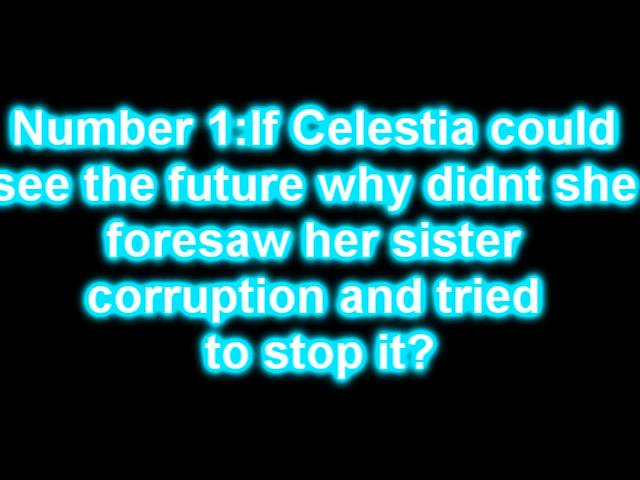 Number 1:If Celestia could
see the future why didnt she
foresaw her sister
corruption and tried
to stop it?